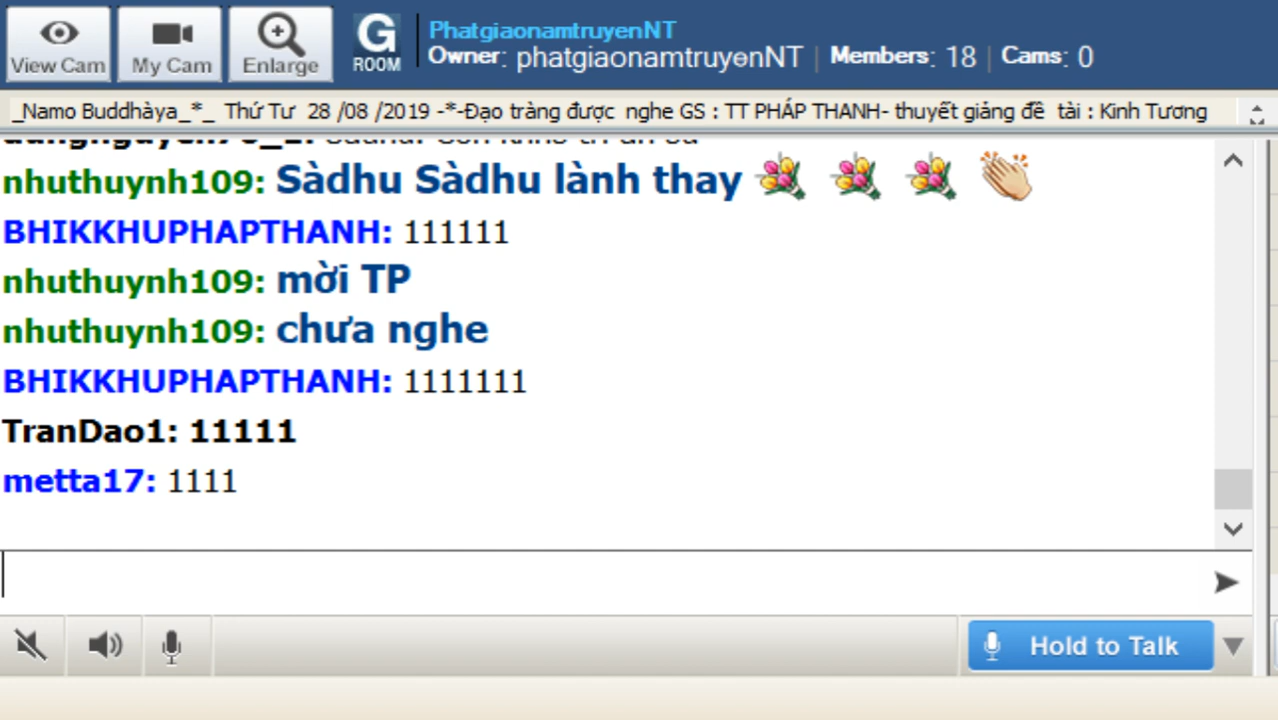 PhatgiaonamtruyenNT
Owner: phatgiaonamtruyenNT | Members: 18 | Cams: 0
View Cam
My Cam
Enlarge
G
ROOM
_Namo Buddhàya_*_ Thứ Tư 28 /08 /2019 -*-Đạo tràng được nghe GS : TT PHÁP THANH- thuyết giảng đề tài : Kinh Tương
nhuthuynh109: Sàdhu Sàdhu lành thay
BHIKKHUPHAPTHANH: 111111
nhuthuynh109: mời TP
nhuthuynh109: chưa nghe
BHIKKHUPHAPTHANH: 1111111
TranDao1: 11111
metta17: 1111
Hold to Talk